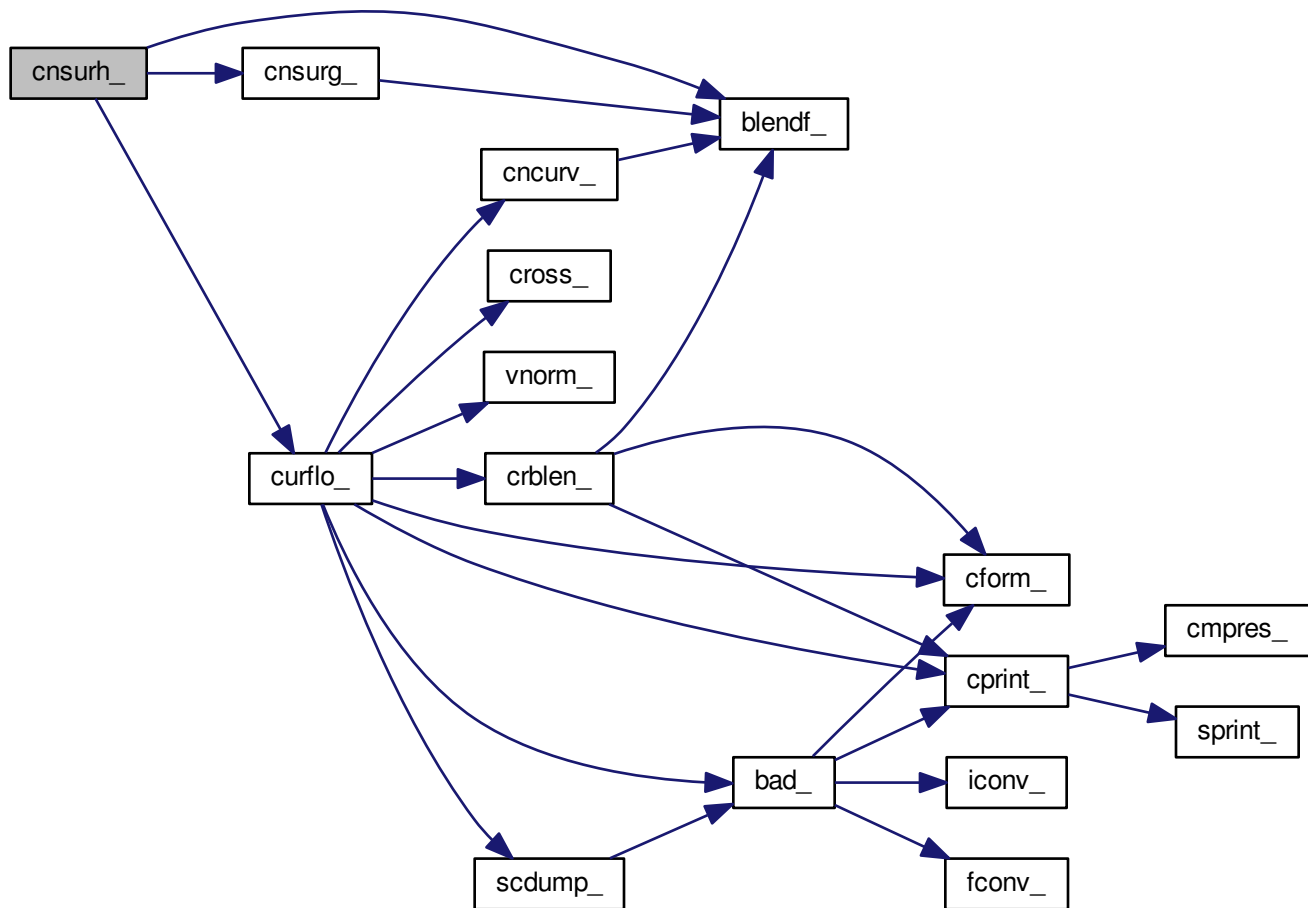 cnsurh_
cnsurg_
blendf_
cncurv_
cross_
vnorm_
curflo_
crblen_
cform_
cmpres_
cprint_
sprint_
bad_
iconv_
scdump_
fconv_